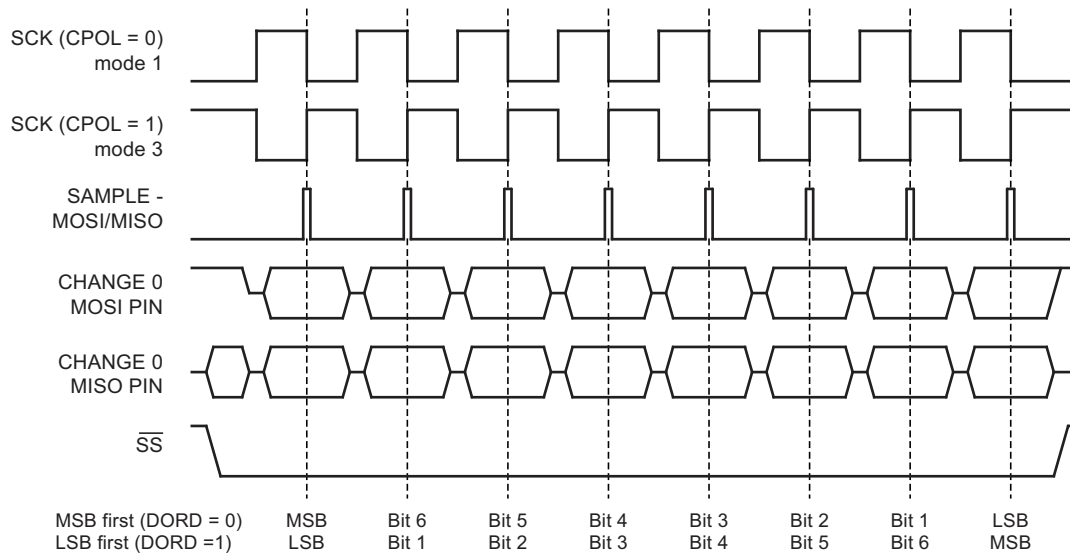 SCK (CPOL = 0)
mode 1
SCK (CPOL = 1)
mode 3
SAMPLE -
MOSI/MISO
CHANGE 0
MOSI PIN
CHANGE 0
MISO PIN
SS
MSB first (DORD = 0) MSB Bit 6 Bit 5 Bit 4 Bit 3 Bit 2 Bit 1 LSB
LSB first (DORD =1) LSB Bit 1 Bit 2 Bit 3 Bit 4 Bit 5 Bit 6 MSB